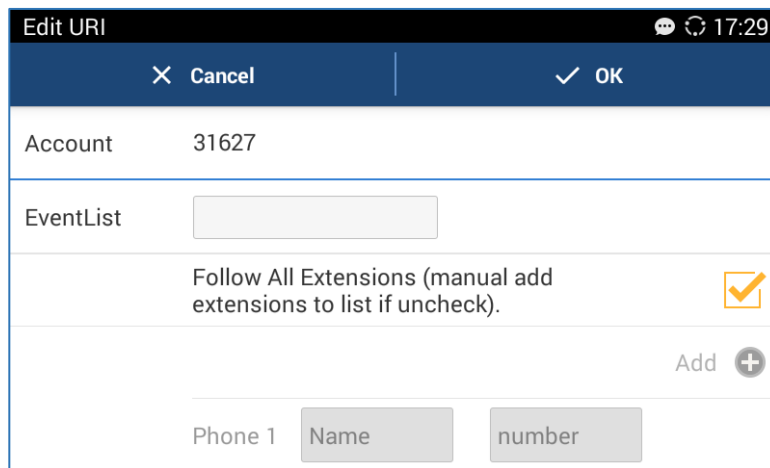 Edit URI 17:29
Cancel OK
Account 31627
EventList
Follow All Extensions (manual add
extensions to list if uncheck).
Add
Phone 1 Name number